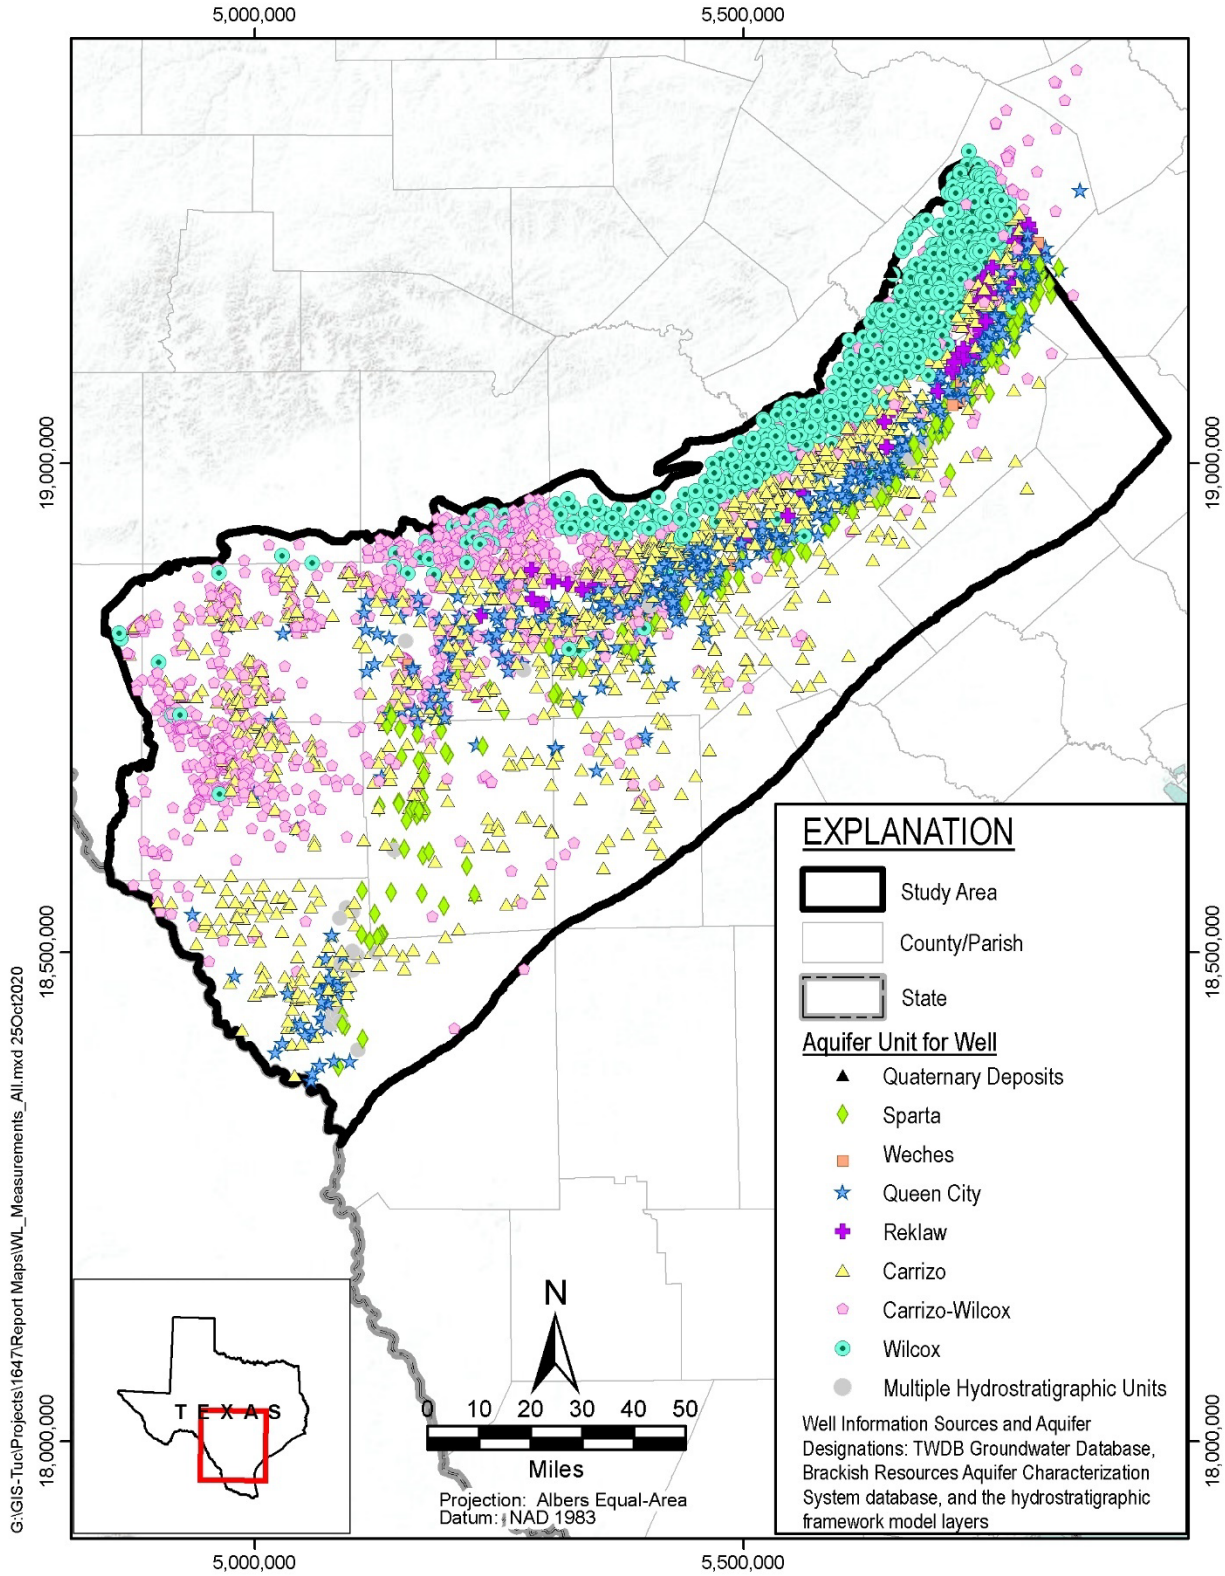 5,000,000
5,500,000
19,000,000
19,000,000
18,500,000
18,500,000
18,000,000
18,000,000
G:\GIS-Tuc\Projects\1647\Report Maps\WL_Measurements_All.mxd 25Oct2020
EXPLANATION
Study Area
County/Parish
State
Aquifer Unit for Well
Quaternary Deposits
Sparta
Weches
Queen City
Reklaw
Carrizo
Carrizo-Wilcox
Wilcox
Multiple Hydrostratigraphic Units
Well Information Sources and Aquifer
Designations: TWDB Groundwater Database,
Brackish Resources Aquifer Characterization
System database, and the hydrostratigraphic
framework model layers
TEXAS
N
0 10 20 30 40 50
Miles
Projection: Albers Equal-Area
Datum: NAD 1983
5,000,000
5,500,000